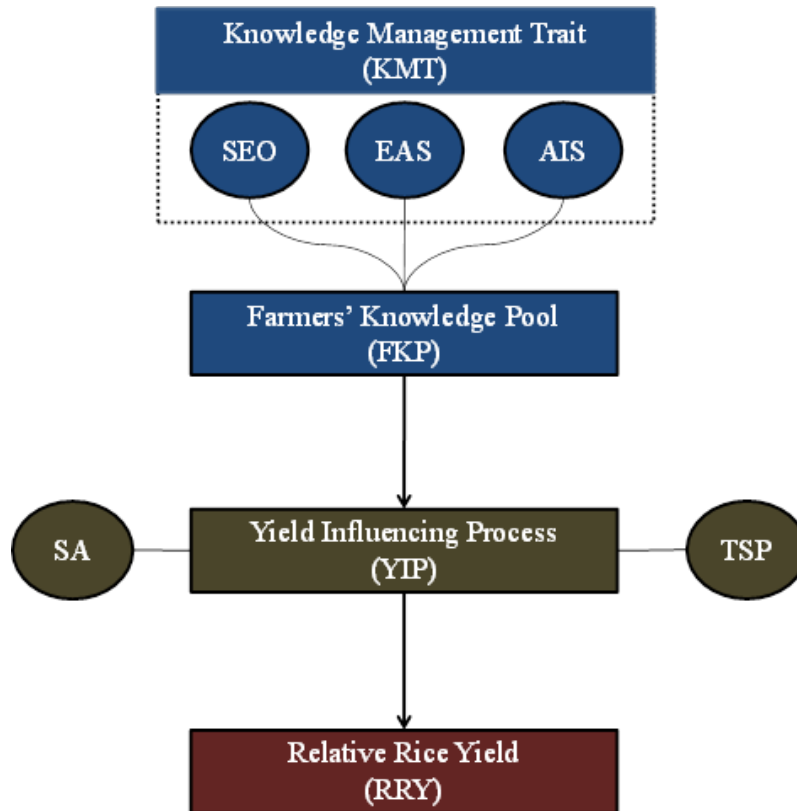 Knowledge Management Trait
(KMT)
SEO
EAS
AIS
Farmers’ Knowledge Pool
(FKP)
SA
Yield Influencing Process
(YIP)
TSP
Relative Rice Yield
(RRY)